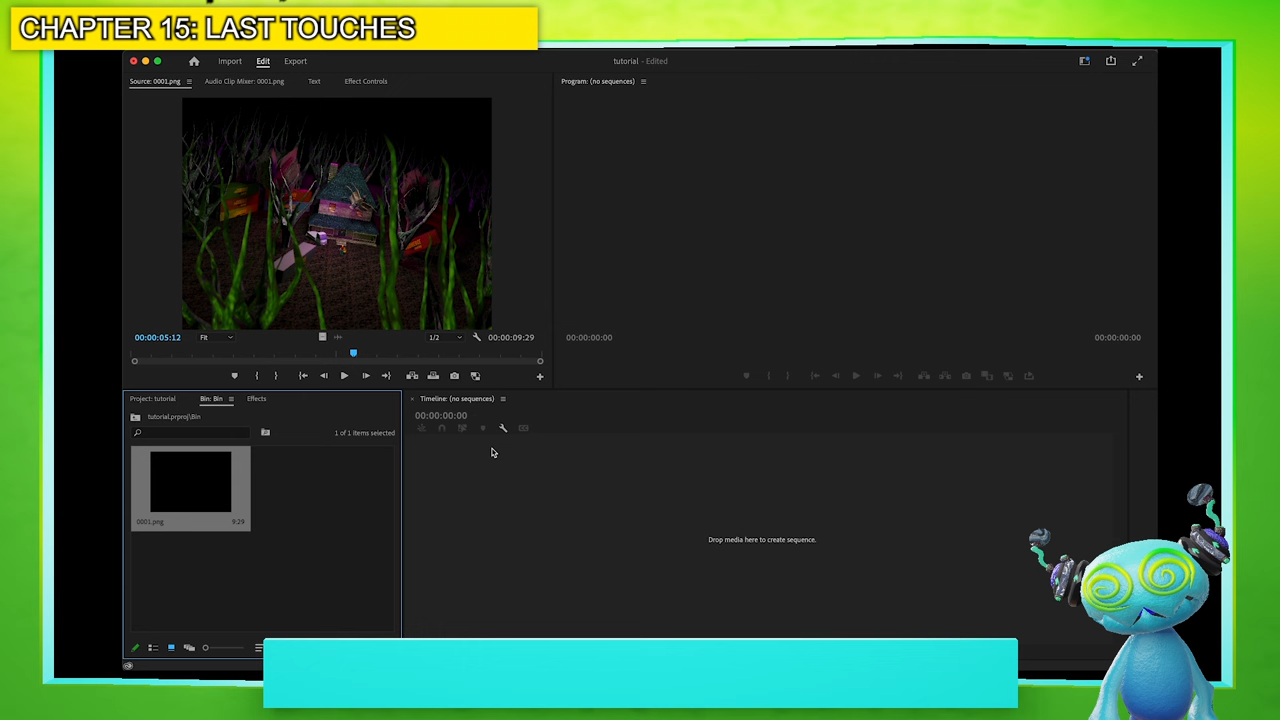 CHAPTER 15: LAST TOUCHES
Import Edit Export
tutorial - Edited
Source: 0001.png Audio Clip Mixer: 0001.png Text Effect Controls
Program: (no sequences)
00:00:05:12 Fit 1/2 00:00:09:29
00:00:00:00 00:00:00:00
Project: tutorial Bin: Bin Effects
Timeline: (no sequences)
tutorial.prproj\Bin
00:00:00:00
1 of 1 items selected
0001.png 9:29
Drop media here to create sequence.